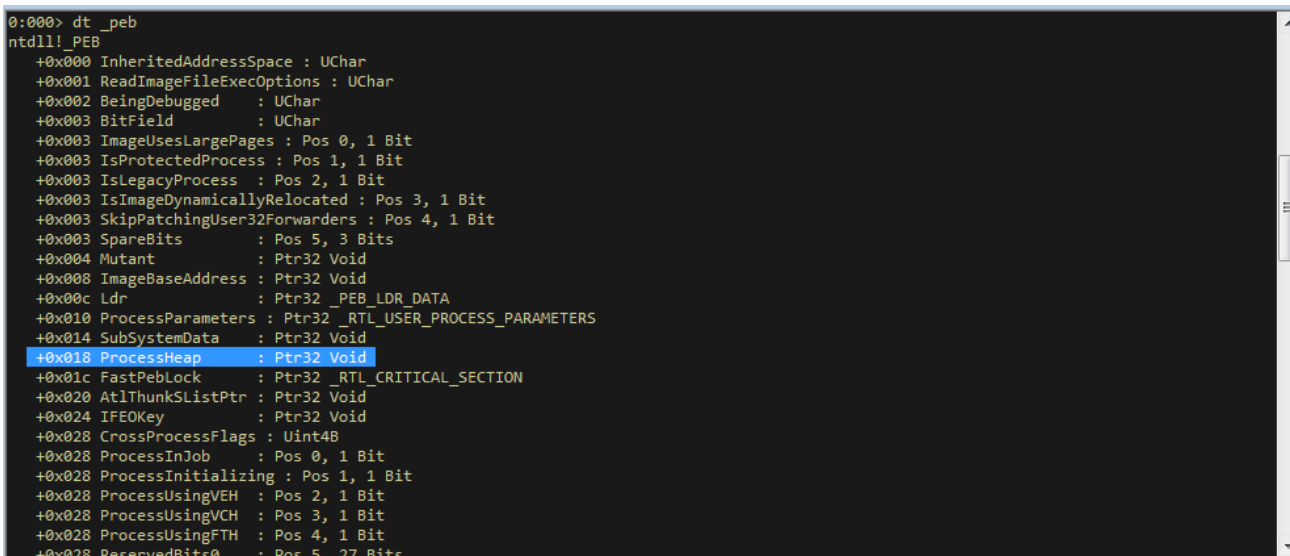 0:000> dt _peb
ntdll!_PEB
+0x000 InheritedAddressSpace : UChar
+0x001 ReadImageFileExecOptions : UChar
+0x002 BeingDebugged : UChar
+0x003 BitField : UChar
+0x003 ImageUsesLargePages : Pos 0, 1 Bit
+0x003 IsProtectedProcess : Pos 1, 1 Bit
+0x003 IsLegacyProcess : Pos 2, 1 Bit
+0x003 IsImageDynamicallyRelocated : Pos 3, 1 Bit
+0x003 SkipPatchingUser32Forwarders : Pos 4, 1 Bit
+0x003 SpareBits : Pos 5, 3 Bits
+0x004 Mutant : Ptr32 Void
+0x008 ImageBaseAddress : Ptr32 Void
+0x00c Ldr : Ptr32 _PEB_LDR_DATA
+0x010 ProcessParameters : Ptr32 _RTL_USER_PROCESS_PARAMETERS
+0x014 SubSystemData : Ptr32 Void
+0x018 ProcessHeap : Ptr32 Void
+0x01c FastPebLock : Ptr32 _RTL_CRITICAL_SECTION
+0x020 AtlThunkSListPtr : Ptr32 Void
+0x024 IFEOKey : Ptr32 Void
+0x028 CrossProcessFlags : Uint4B
+0x028 ProcessInJob : Pos 0, 1 Bit
+0x028 ProcessInitializing : Pos 1, 1 Bit
+0x028 ProcessUsingVEH : Pos 2, 1 Bit
+0x028 ProcessUsingVCH : Pos 3, 1 Bit
+0x028 ProcessUsingFTH : Pos 4, 1 Bit
+0x028 ReservedBits0 : Pos 5, 27 Bits